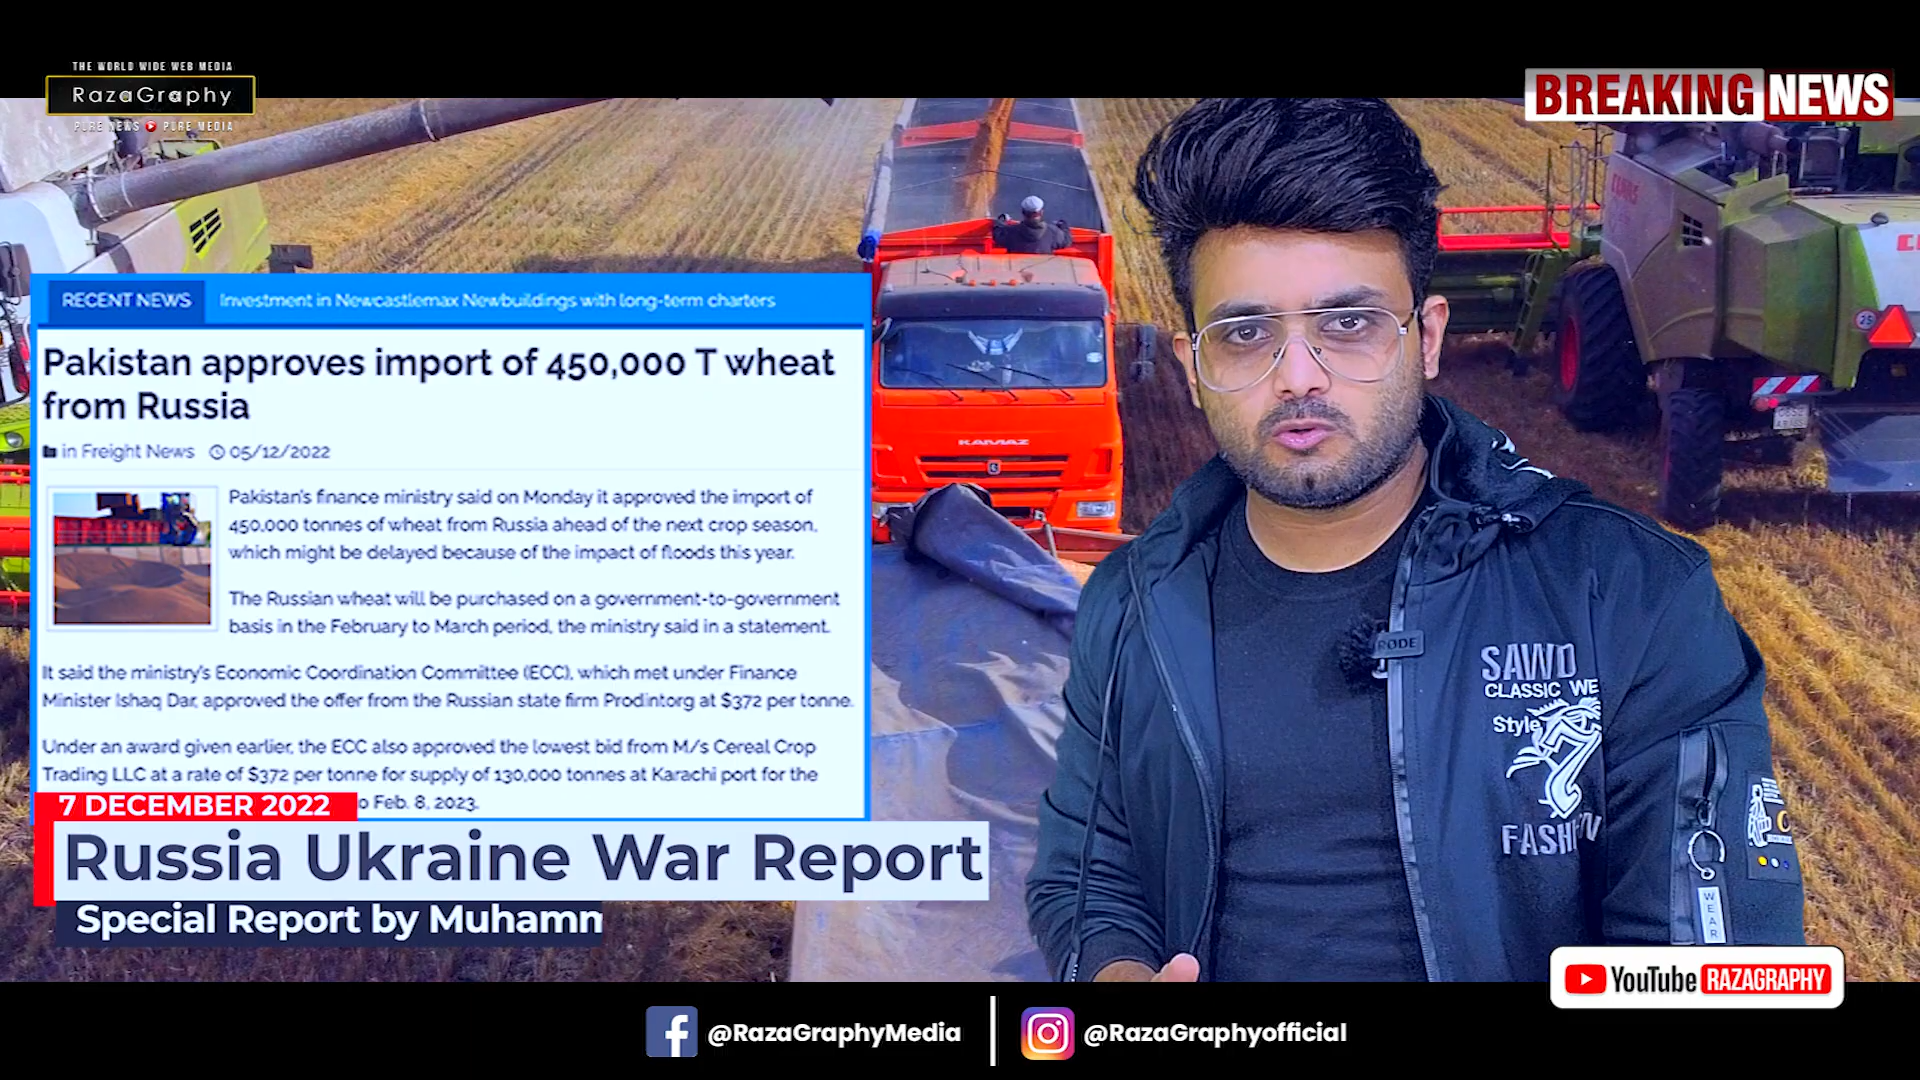 THE WORLD WIDE WEB MEDIA
RazaGraphy
PURE NEWS PURE MEDIA
BREAKING NEWS
RECENT NEWS Investment in Newcastlemax Newbuildings with long-term charters
Pakistan approves import of 450,000 T wheat
from Russia
in Freight News 05/12/2022
Pakistan's finance ministry said on Monday it approved the import of
450,000 tonnes of wheat from Russia ahead of the next crop season,
which might be delayed because of the impact of floods this year.
The Russian wheat will be purchased on a government-to-government
basis in the February to March period, the ministry said in a statement.
It said the ministry's Economic Coordination Committee (ECC), which met under Finance
Minister Ishaq Dar, approved the offer from the Russian state firm Prodintorg at $372 per tonne.
Under an award given earlier, the ECC also approved the lowest bid from M/s Cereal Crop
Trading LLC at a rate of $372 per tonne for supply of 130,000 tonnes at Karachi port for the
o Feb. 8, 2023.
7 DECEMBER 2022
Russia Ukraine War Report
Special Report by Muhamm
KAMAZ
25
RØDE
SAWD
CLASSIC WE
Style
FASH
WEAR
YouTube RAZAGRAPHY
@RazaGraphyMedia
@RazaGraphyofficial